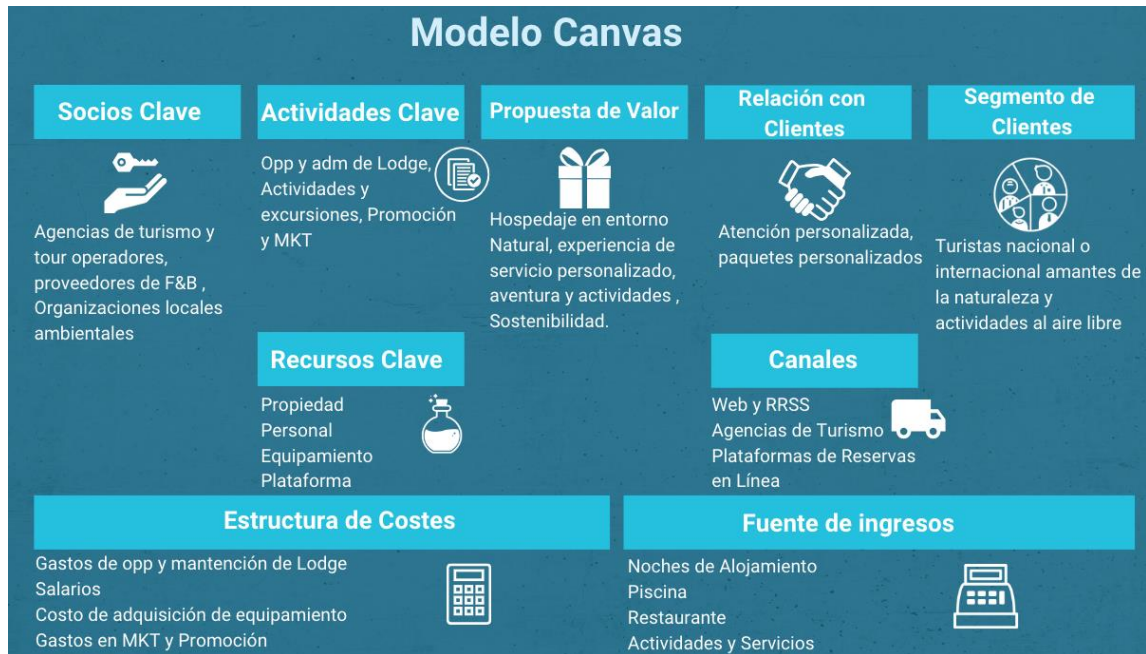 Modelo Canvas
Socios Clave
Agencias de turismo y
tour operadores,
proveedores de F&B ,
Organizaciones locales
ambientales
Actividades Clave
Opp y adm de Lodge,
Actividades y
excursiones, Promoción
y MKT
Recursos Clave
Propiedad
Personal
Equipamiento
Plataforma
Propuesta de Valor
Hospedaje en entorno
Natural, experiencia de
servicio personalizado,
aventura y actividades ,
Sostenibilidad.
Relación con
Clientes
Atención personalizada,
paquetes personalizados
Canales
Web y RRSS
Agencias de Turismo
Plataformas de Reservas
en Línea
Segmento de
Clientes
Turistas nacional o
internacional amantes de
la naturaleza y
actividades al aire libre
Estructura de Costes
Gastos de opp y mantención de Lodge
Salarios
Costo de adquisición de equipamiento
Gastos en MKT y Promoción
Fuente de ingresos
Noches de Alojamiento
Piscina
Restaurante
Actividades y Servicios